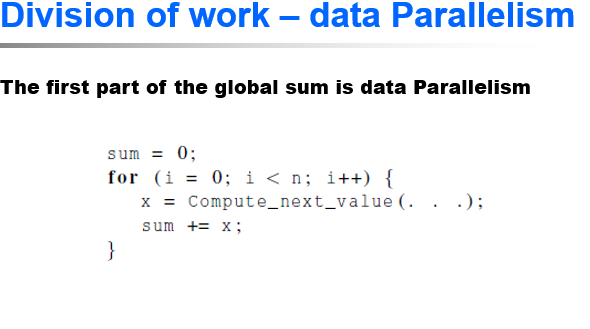 Division of work – data Parallelism
The first part of the global sum is data Parallelism
sum = 0;
for (i = 0; i < n; i++) {
x = Compute_next_value(. . .);
sum += x;
}